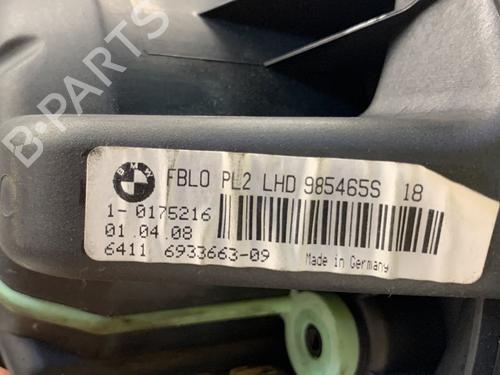 B-PARTS
BMW
FBLO PL2 LHD 985465S 18
1-0175216
01.04.08
6411 6933663-09 Made in Germany